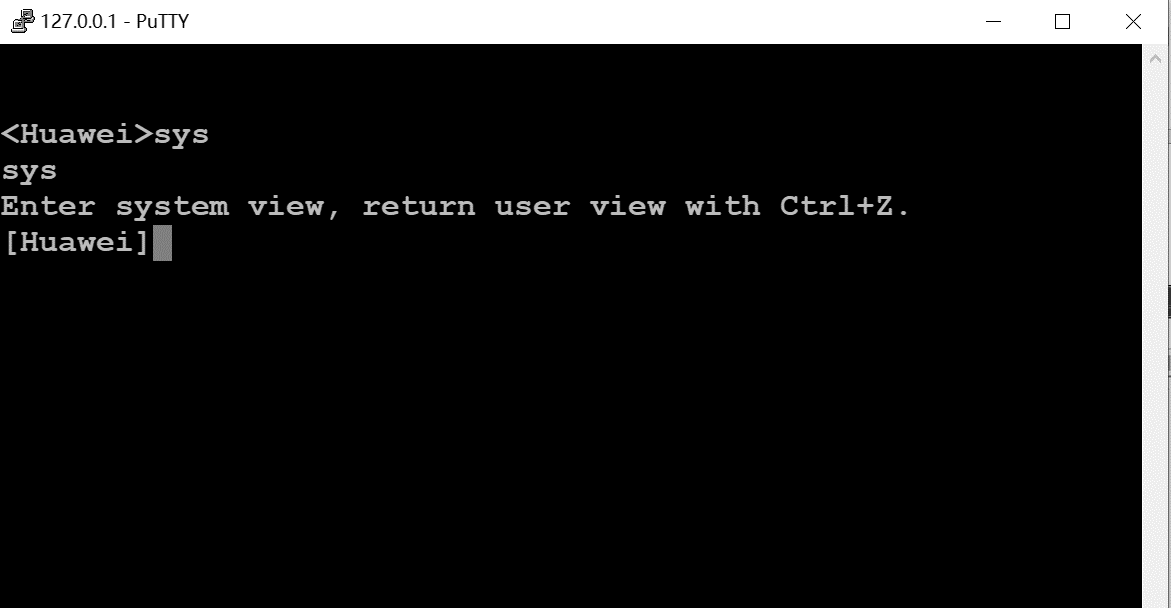 127.0.0.1 - PuTTY
<Huawei>sys
sys
Enter system view, return user view with Ctrl+Z.
[Huawei]